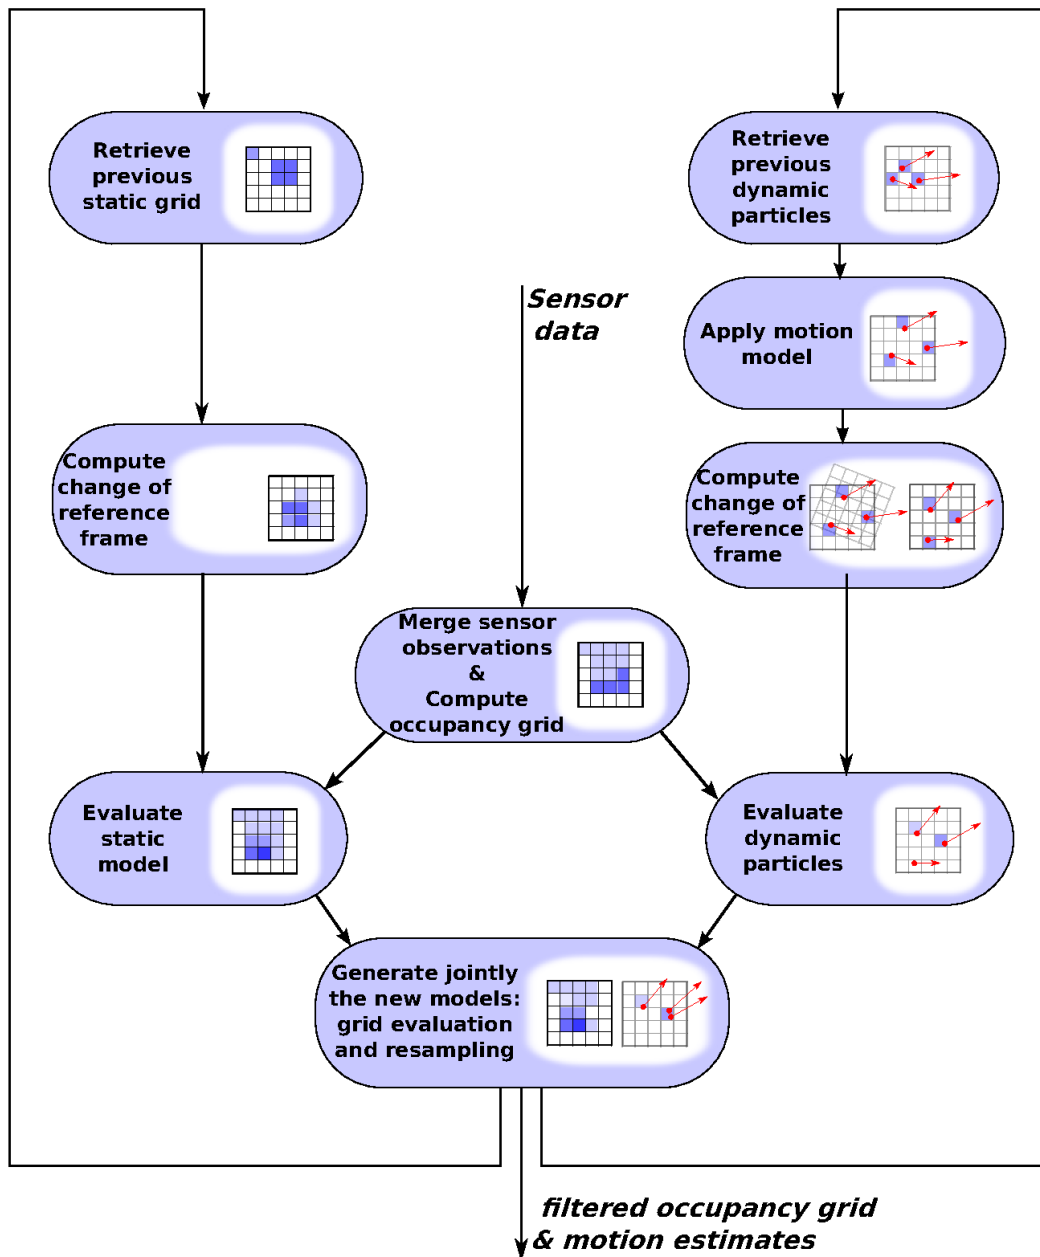 Retrieve
previous
static grid
Retrieve
previous
dynamic
particles
Sensor
data
Apply motion
model
Compute
change of
reference
frame
Compute
change of
reference
frame
Merge sensor
observations
&
Compute
occupancy grid
Evaluate
static
model
Evaluate
dynamic
particles
Generate jointly
the new models:
grid evaluation
and resampling
filtered occupancy grid
& motion estimates